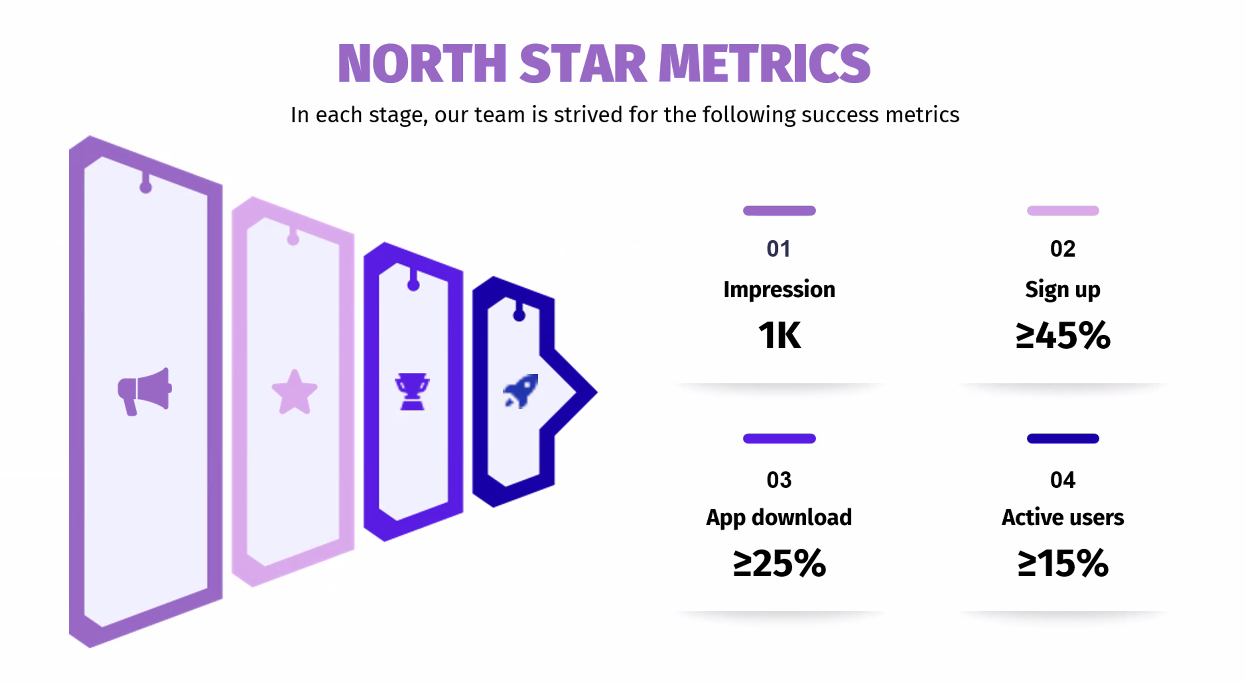 NORTH STAR METRICS
In each stage, our team is strived for the following success metrics
01
Impression
1K
02
Sign up
≥45%
03
App download
≥25%
04
Active users
≥15%